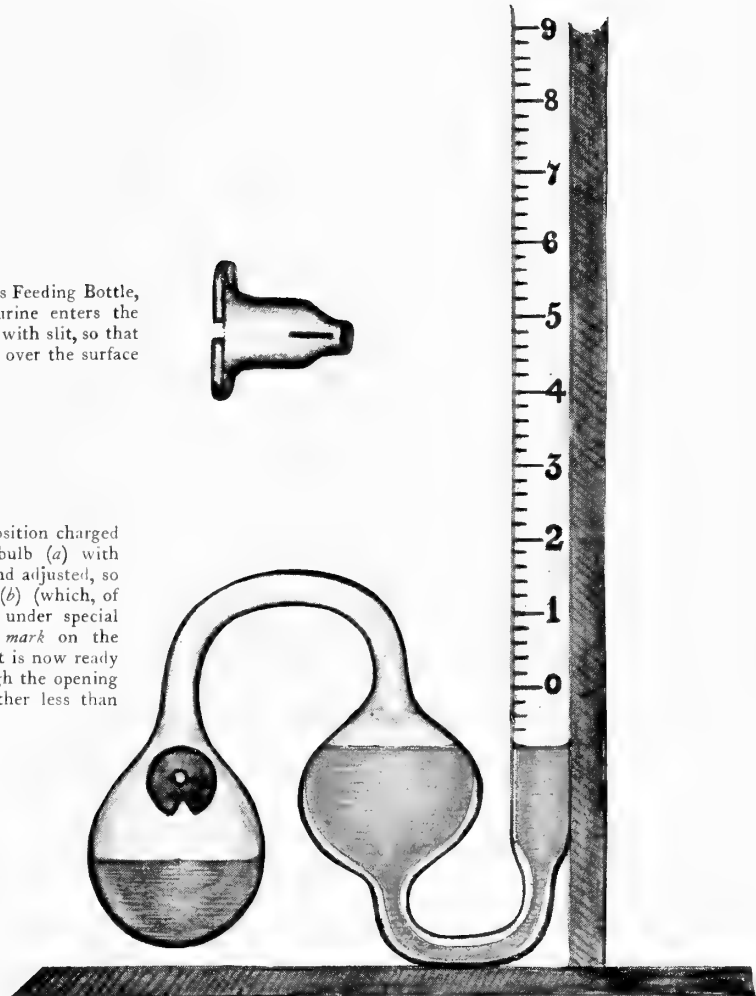 9
8
7
6
s Feeding Bottle,
urine enters the
with slit, so that
over the surface
5
4
3
osition charged
bulb (a) with
nd adjusted, so
(b) (which, of
under special
mark on the
t is now ready
gh the opening
ther less than
2
1
0